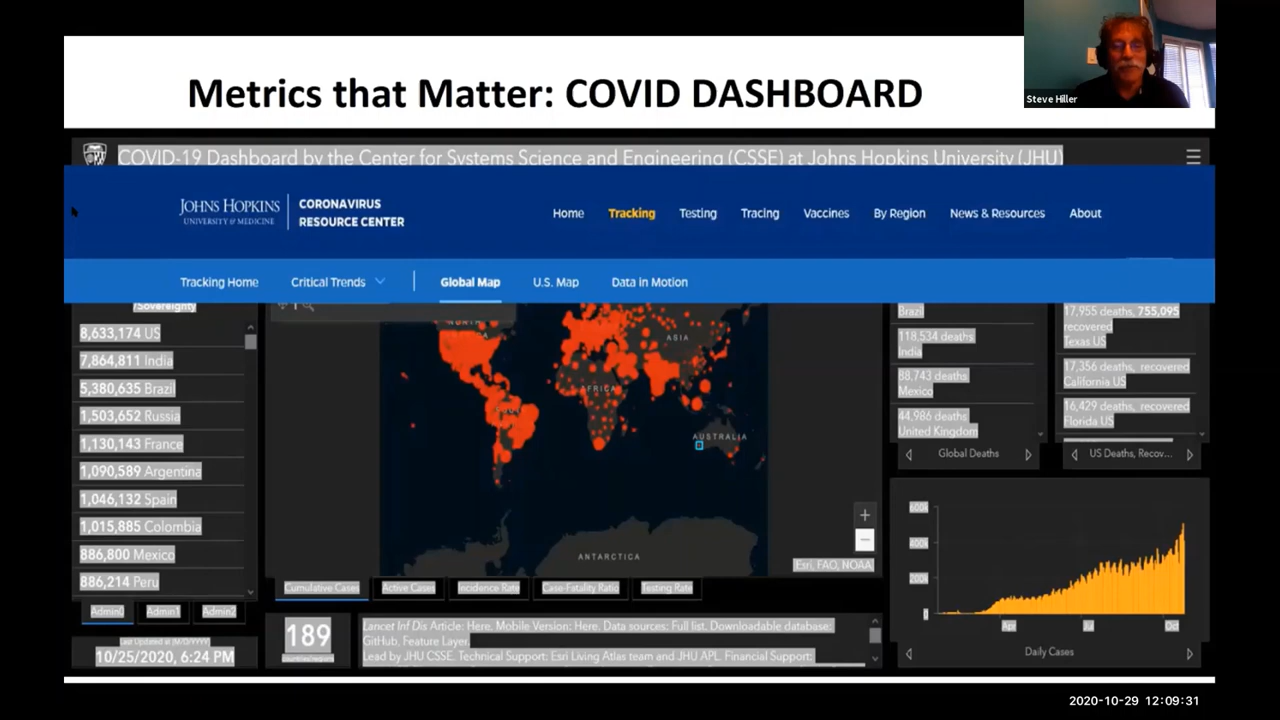 Metrics that Matter: COVID DASHBOARD
Steve Hiller
COVID-19 Dashboard by the Center for Systems Science and Engineering (CSSE) at Johns Hopkins University (JHU)
JOHNS HOPKINS
UNIVERSITY & MEDICINE
CORONAVIRUS
RESOURCE CENTER
Home
Tracking
Testing
Tracing
Vaccines
By Region
News & Resources
About
Tracking Home
Critical Trends
Global Map
U.S. Map
Data in Motion
/Sovereignty
8,633,174 US
7,864,811 India
5,380,635 Brazil
1,503,652 Russia
1,130,143 France
1,090,589 Argentina
1,046,132 Spain
1,015,885 Colombia
886,800 Mexico
886,214 Peru
Admin0
Admin1
Admin2
Last Updated at (M/D/YYYY)
10/25/2020, 6:24 PM
NORTH
AMERICA
ASIA
AFRICA
SOUTH
AUSTRALIA
ANTARCTICA
Esri, FAO, NOAA
Cumulative Cases
Active Cases
Incidence Rate
Case-Fatality Ratio
Testing Rate
189
countries/regions
Lancet Inf Dis Article: Here. Mobile Version: Here. Data sources: Full list. Downloadable database:
GitHub, Feature Layer.
Lead by JHU CSSE. Technical Support: Esri Living Atlas team and JHU APL. Financial Support:
Brazil
118,534 deaths
India
88,743 deaths
Mexico
44,986 deaths
United Kingdom
Global Deaths
17,955 deaths, 755,095
recovered
Texas US
17,356 deaths, recovered
California US
16,429 deaths, recovered
Florida US
US Deaths, Recov...
600k
400k
200k
0
Apr
Jul
Oct
Daily Cases
2020-10-29 12:09:31